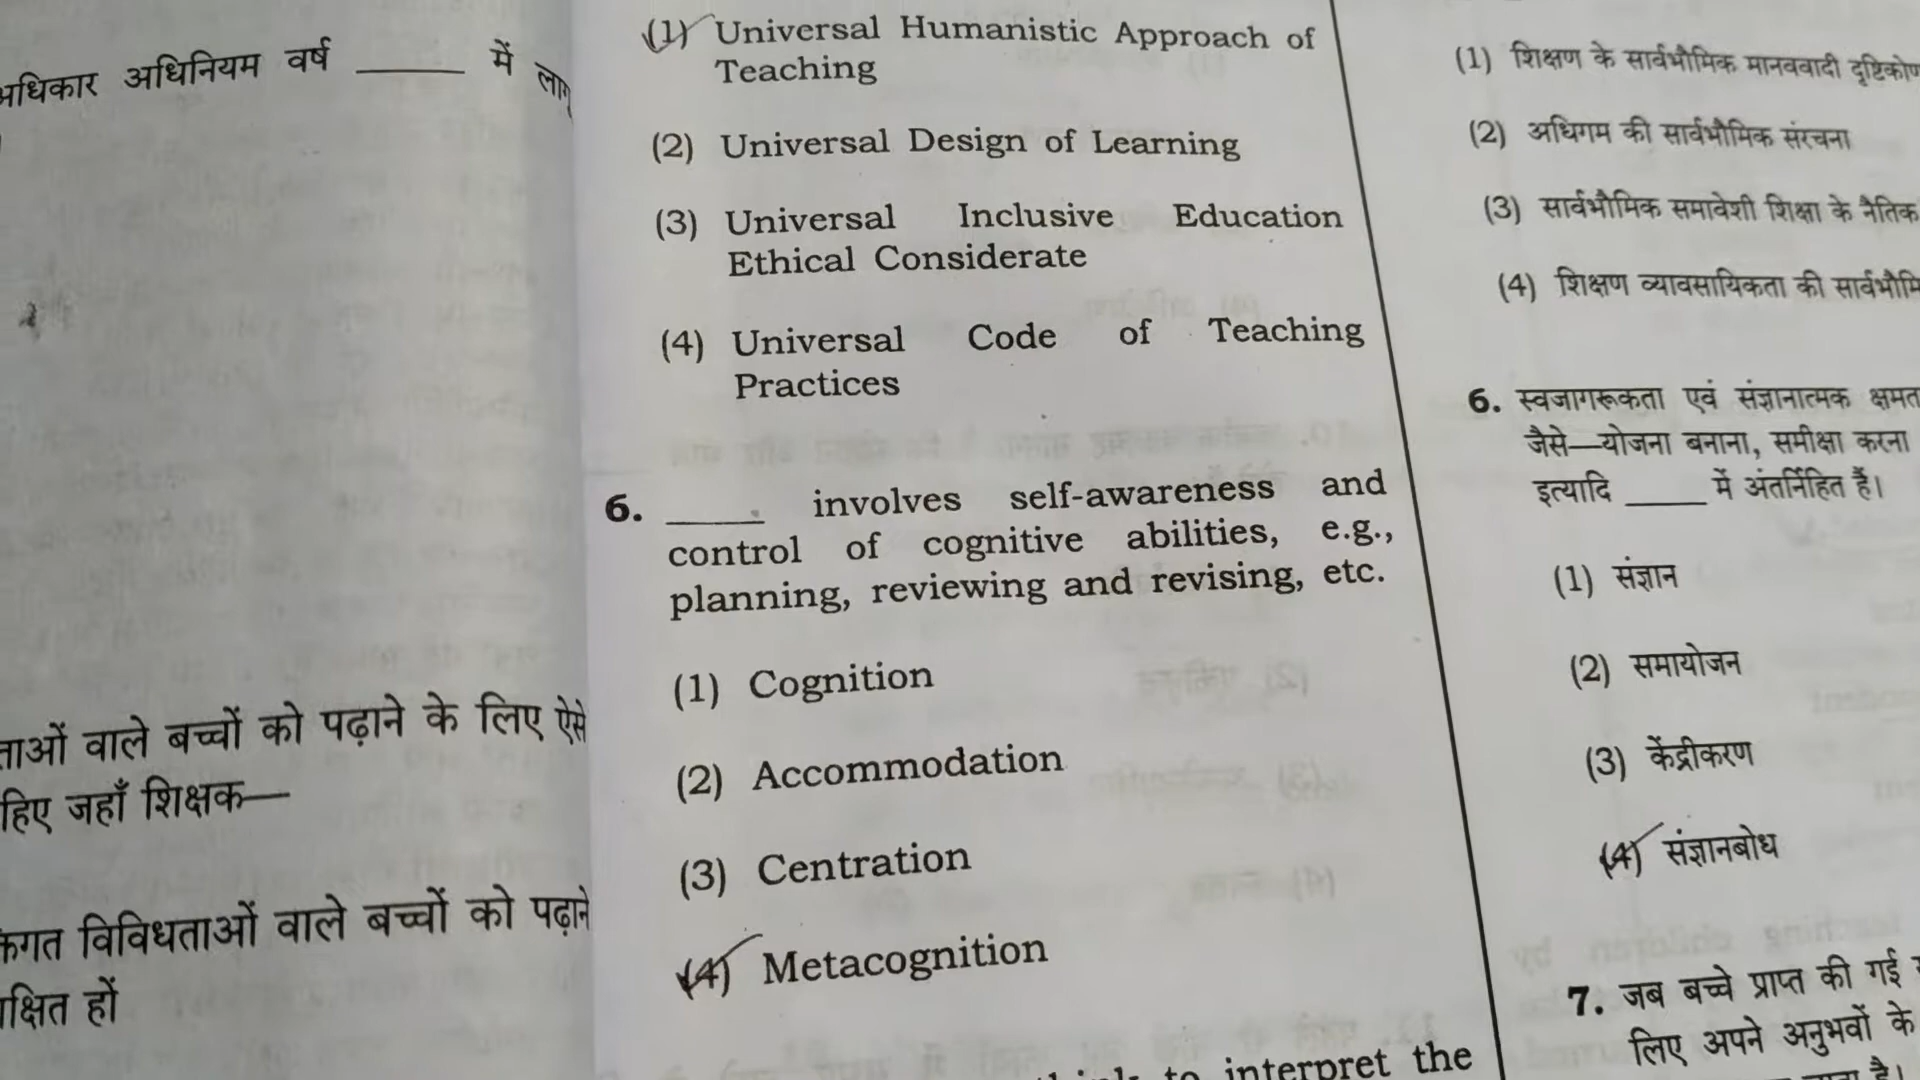 अधिकार अधिनियम वर्ष _____ में लागू
ताओं वाले बच्चों को पढ़ाने के लिए ऐसे
हिए जहाँ शिक्षक—
विविधताओं वाले बच्चों को पढ़ाने
हों
(1) Universal Humanistic Approach of
Teaching
(2) Universal Design of Learning
(3) Universal Inclusive Education
Ethical Considerate
(4) Universal Code of Teaching
Practices
6. _____ involves self-awareness and
control of cognitive abilities, e.g.,
planning, reviewing and revising, etc.
(1) Cognition
(2) Accommodation
(3) Centration
(4) Metacognition
to interpret the
(1) शिक्षण के सार्वभौमिक मानववादी दृष्टिकोण
(2) अधिगम की सार्वभौमिक संरचना
(3) सार्वभौमिक समावेशी शिक्षा के नैतिक
(4) शिक्षण व्यावसायिकता की
6. स्वजागरूकता एवं संज्ञानात्मक
जैसे—योजना बनाना, समीक्षा करना
इत्यादि _____ में अंतर्निहित हैं।
(1) संज्ञान
(2) समायोजन
(3) केंद्रीकरण
(4) संज्ञानबोध
7. जब बच्चे प्राप्त की गई
लिए अपने अनुभवों के
है।